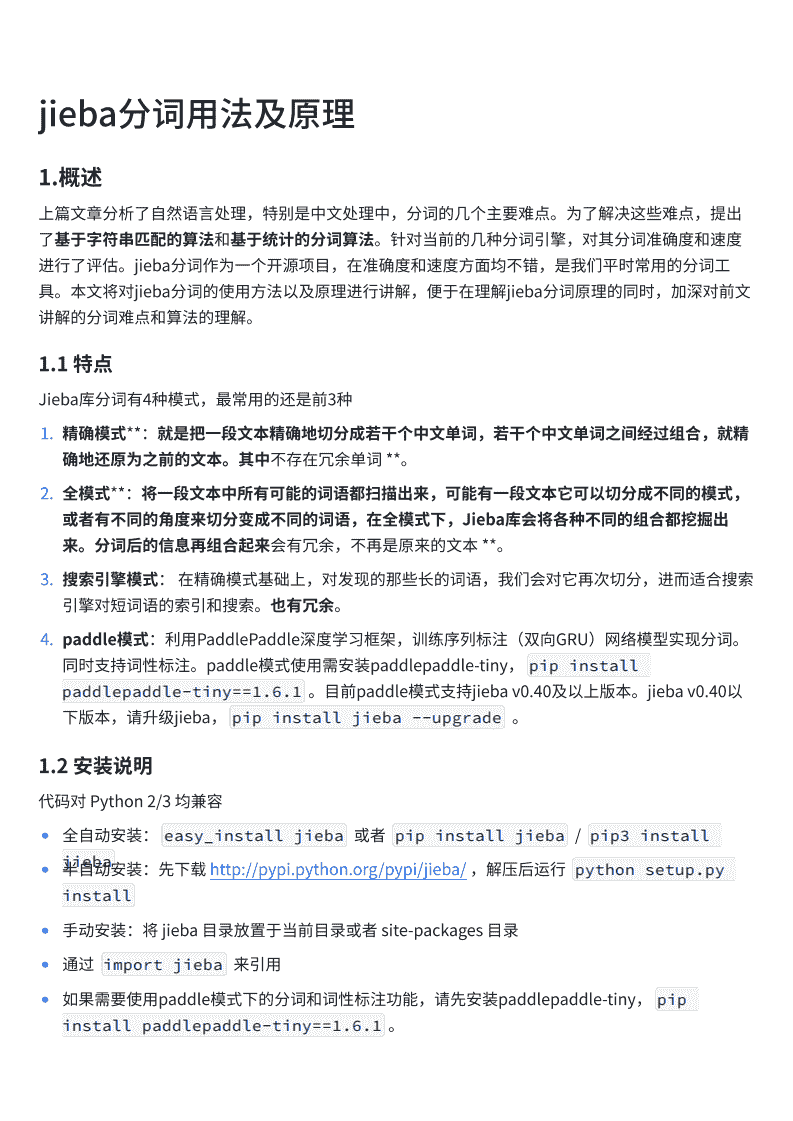 jieba分词用法及原理
1.概述
上篇文章分析了自然语言处理，特别是中文处理中，分词的几个主要难点。为了解决这些难点，提出
了基于字符串匹配的算法和基于统计的分词算法。针对当前的几种分词引擎，对其分词准确度和速度
进行了评估。jieba分词作为一个开源项目，在准确度和速度方面均不错，是我们平时常用的分词工
具。本文将对jieba分词的使用方法以及原理进行讲解，便于在理解jieba分词原理的同时，加深对前文
讲解的分词难点和算法的理解。
1.1 特点
Jieba库分词有4种模式，最常用的还是前3种
1. 精确模式**：就是把一段文本精确地切分成若干个中文单词，若干个中文单词之间经过组合，就精
确地还原为之前的文本。其中不存在冗余单词 **。
2. 全模式**：将一段文本中所有可能的词语都扫描出来，可能有一段文本它可以切分成不同的模式，
或者有不同的角度来切分变成不同的词语，在全模式下，Jieba库会将各种不同的组合都挖掘出
来。分词后的信息再组合起来会有冗余，不再是原来的文本 **。
3. 搜索引擎模式： 在精确模式基础上，对发现的那些长的词语，我们会对它再次切分，进而适合搜索
引擎对短词语的索引和搜索。也有冗余。
4. paddle模式：利用PaddlePaddle深度学习框架，训练序列标注（双向GRU）网络模型实现分词。
同时支持词性标注。paddle模式使用需安装paddlepaddle-tiny， pip install
paddlepaddle-tiny==1.6.1 。目前paddle模式支持jieba v0.40及以上版本。jieba v0.40以
下版本，请升级jieba， pip install jieba --upgrade 。
1.2 安装说明
代码对 Python 2/3 均兼容
• 全自动安装： easy_install jieba 或者 pip install jieba / pip3 install
jieba
• 半自动安装：先下载 http://pypi.python.org/pypi/jieba/ ，解压后运行 python setup.py
install
• 手动安装：将 jieba 目录放置于当前目录或者 site-packages 目录
• 通过 import jieba 来引用
• 如果需要使用paddle模式下的分词和词性标注功能，请先安装paddlepaddle-tiny， pip
install paddlepaddle-tiny==1.6.1 。